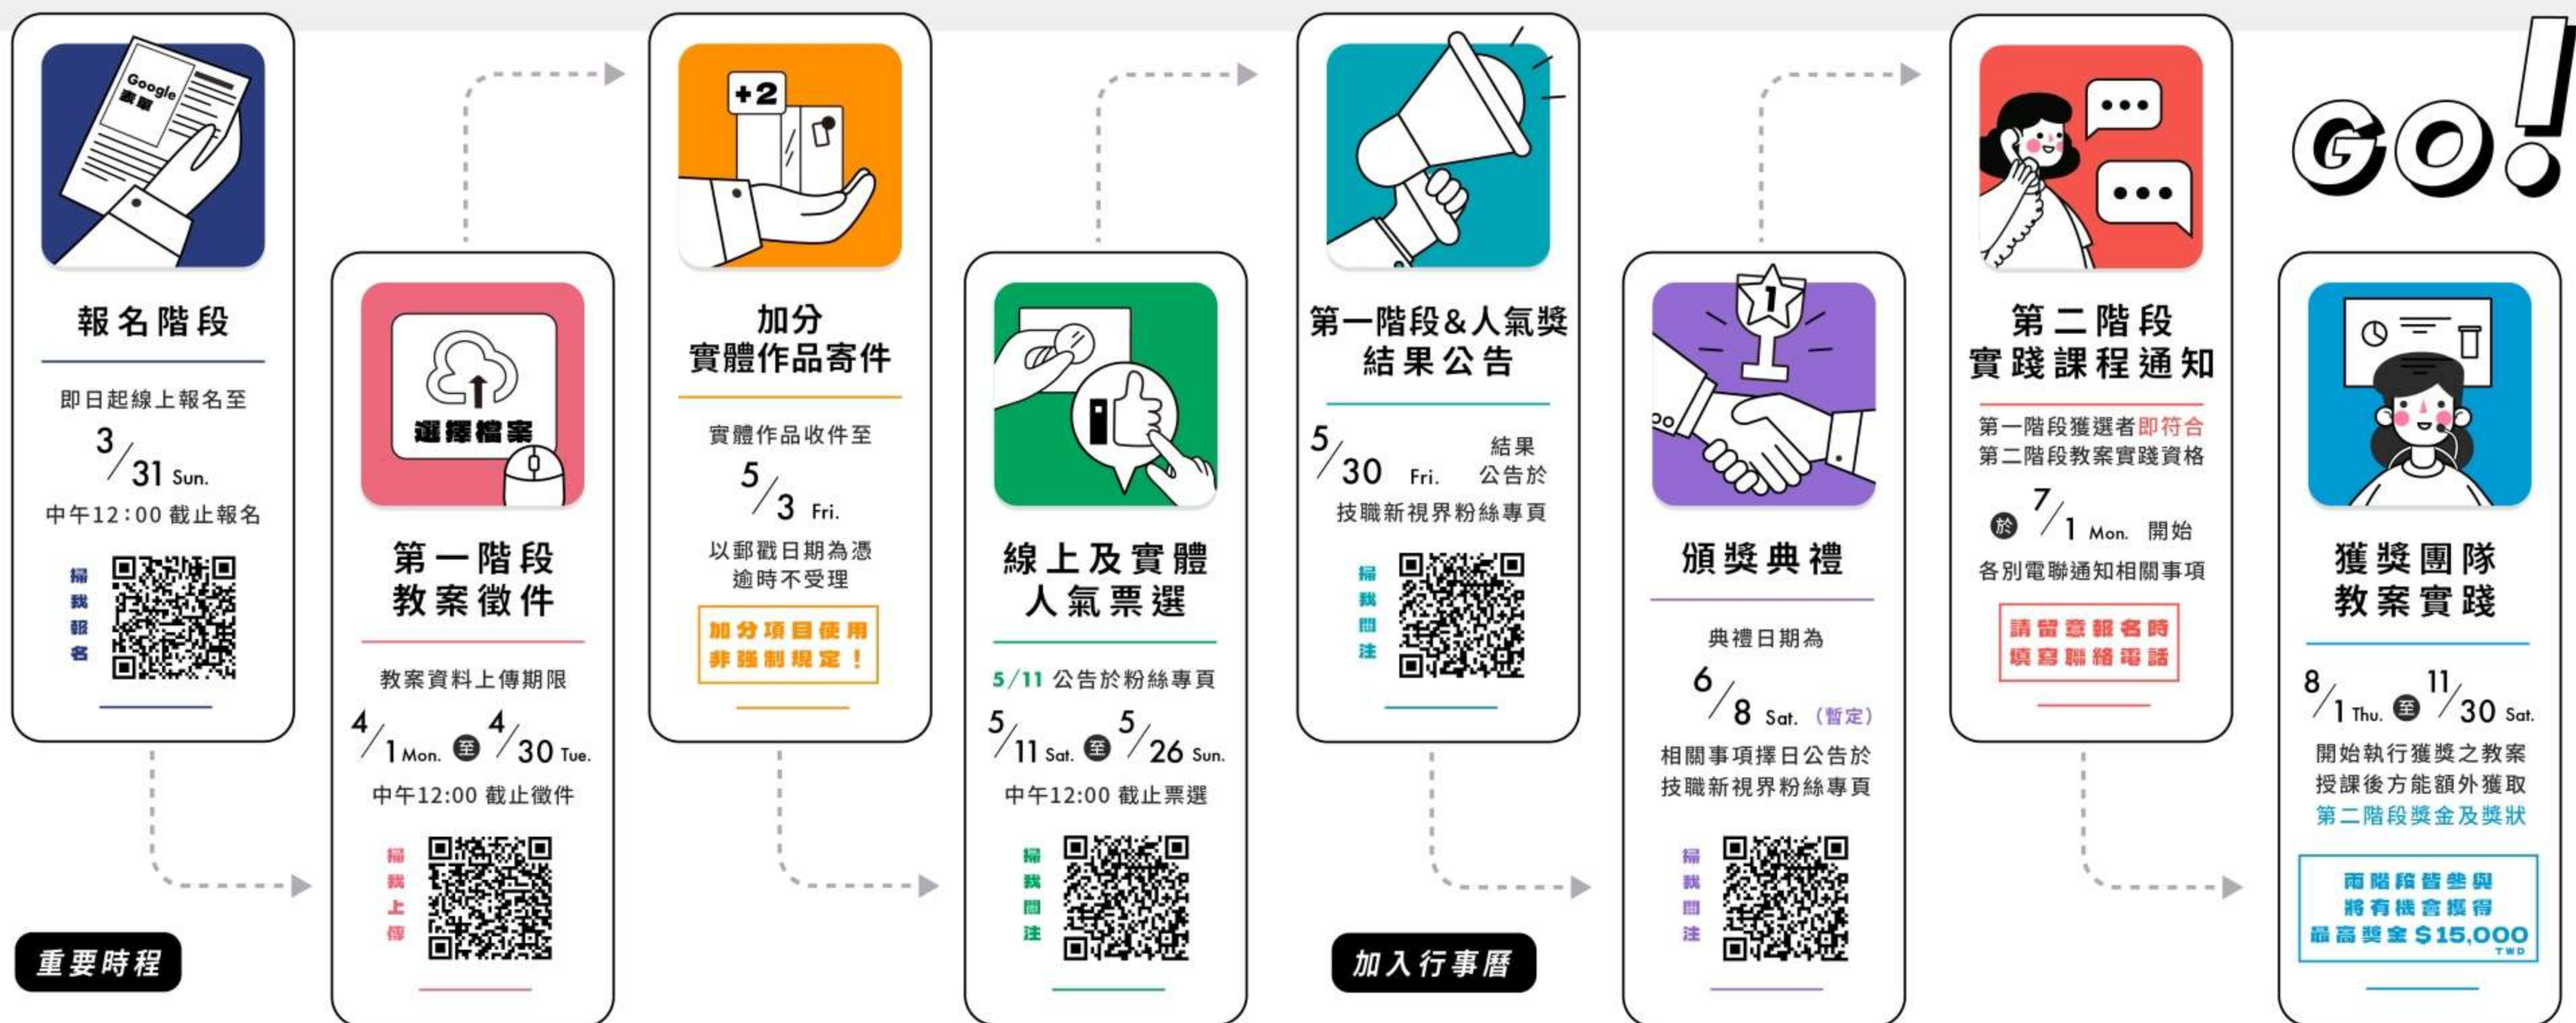 Google
表單
報名階段
即日起線上報名至
3/31 Sun.
中午12:00 截止報名
掃我報名
選擇檔案
第一階段
教案徵件
教案資料上傳期限
4/1 Mon. 至 4/30 Tue.
中午12:00 截止徵件
掃我上傳
+2
加分
實體作品寄件
實體作品收件至
5/3 Fri.
以郵戳日期為憑
逾時不受理
加分項目使用
非強制規定！
線上及實體
人氣票選
5/11 公告於粉絲專頁
5/11 Sat. 至 5/26 Sun.
中午12:00 截止票選
掃我關注
第一階段&人氣獎
結果公告
5/30 Fri. 結果
公告於
技職新視界粉絲專頁
掃我關注
1
頒獎典禮
典禮日期為
6/8 Sat. （暫定）
相關事項擇日公告於
技職新視界粉絲專頁
掃我關注
第二階段
實踐課程通知
第一階段獲選者即符合
第二階段教案實踐資格
於 7/1 Mon. 開始
各別電聯通知相關事項
請留意報名時
填寫聯絡電話
GO!
獲獎團隊
教案實踐
8/1 Thu. 至 11/30 Sat.
開始執行獲獎之教案
授課後方能額外獲取
第二階段獎金及獎狀
兩階段皆參與
將有機會獲得
最高獎金＄15,000
TWD
重要時程
加入行事曆